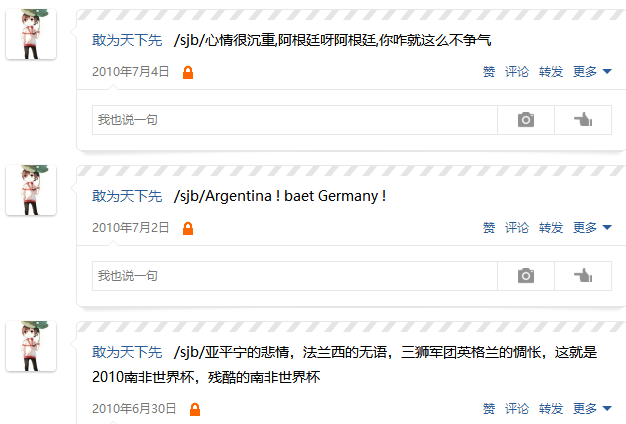 敢为天下先 /sjb/心情很沉重,阿根廷呀阿根廷,你咋就这么不争气
2010年7月4日 赞 评论 转发 更多
我也说一句
敢为天下先 /sjb/Argentina ! baet Germany !
2010年7月2日 赞 评论 转发 更多
我也说一句
敢为天下先 /sjb/亚平宁的悲情，法兰西的无语，三狮军团英格兰的惆怅，这就是
2010南非世界杯，残酷的南非世界杯
2010年6月30日 赞 评论 转发 更多